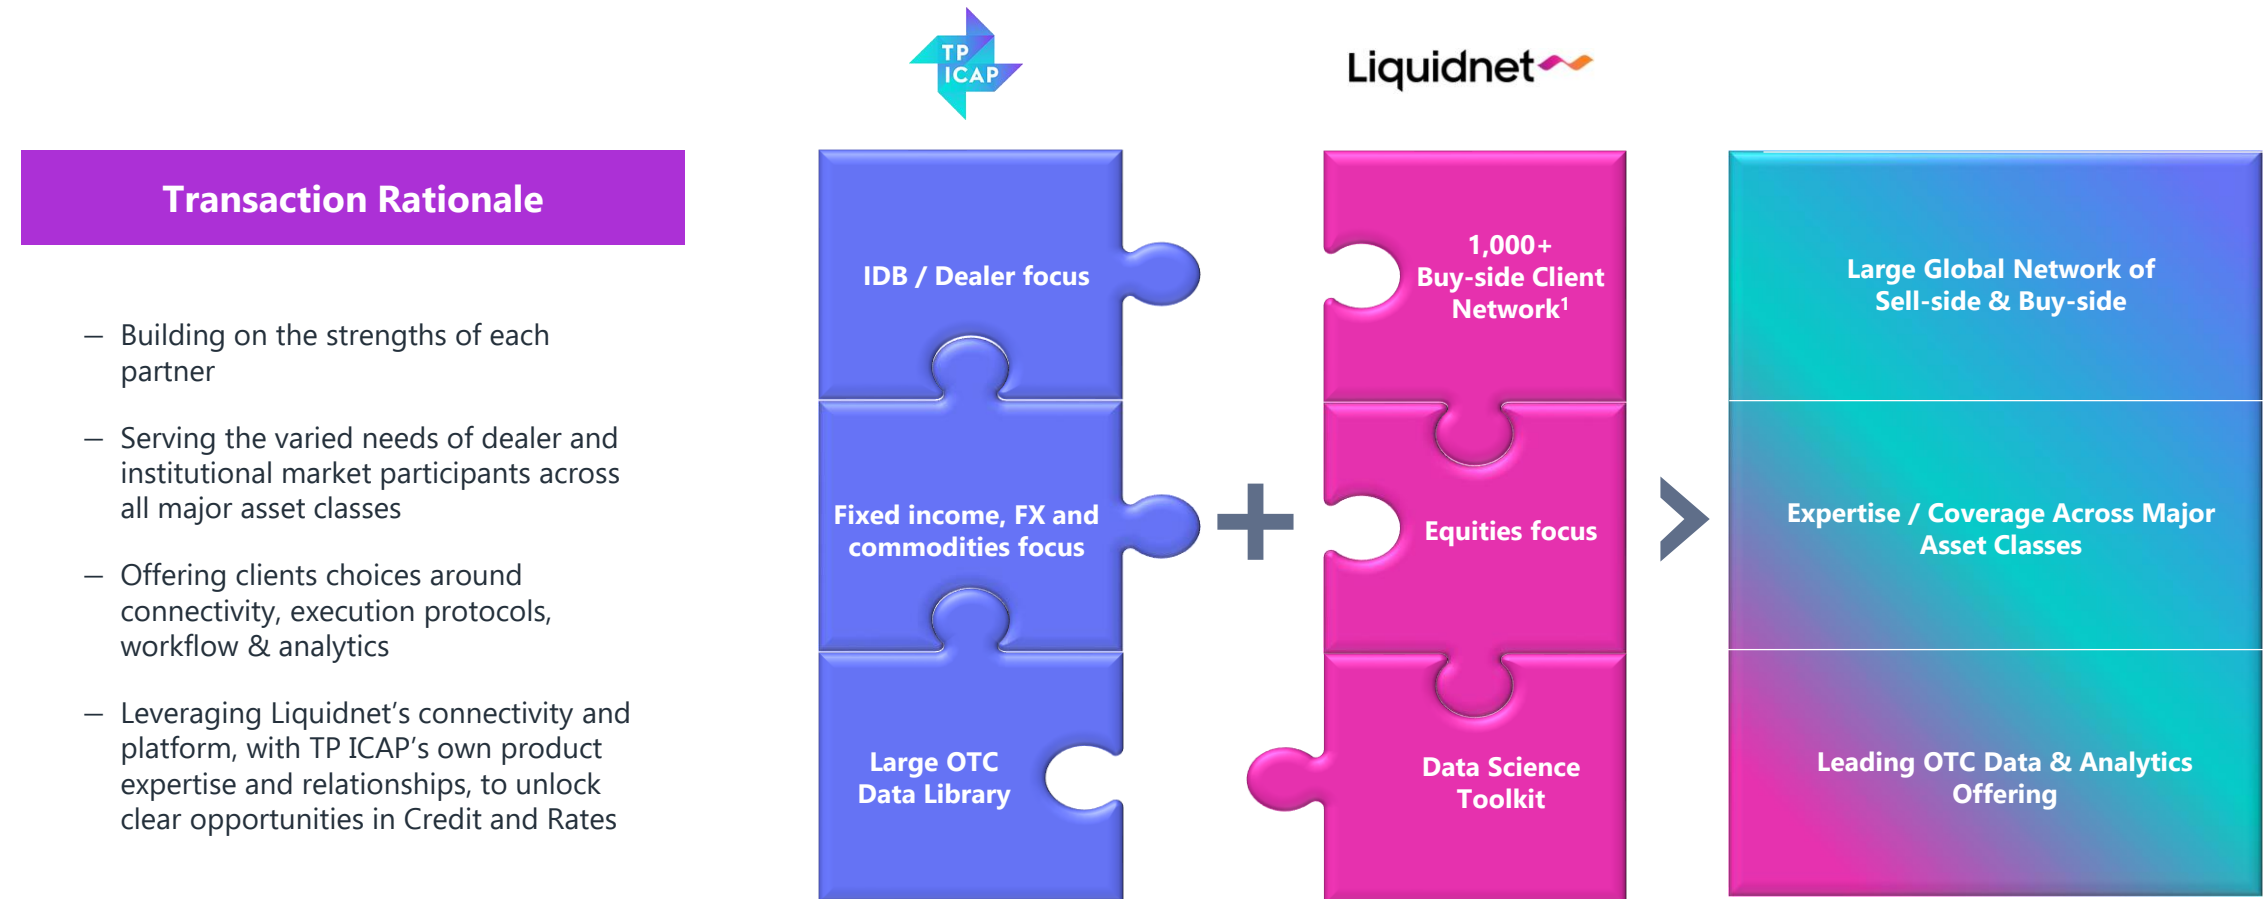 TP
ICAP
Liquidnet
Transaction Rationale
— Building on the strengths of each
partner
— Serving the varied needs of dealer and
institutional market participants across
all major asset classes
— Offering clients choices around
connectivity, execution protocols,
workflow & analytics
— Leveraging Liquidnet’s connectivity and
platform, with TP ICAP’s own product
expertise and relationships, to unlock
clear opportunities in Credit and Rates
IDB / Dealer focus
Fixed income, FX and
commodities focus
Large OTC
Data Library
+
1,000+
Buy-side Client
Network¹
Equities focus
Data Science
Toolkit
>
Large Global Network of
Sell-side & Buy-side
Expertise / Coverage Across Major
Asset Classes
Leading OTC Data & Analytics
Offering